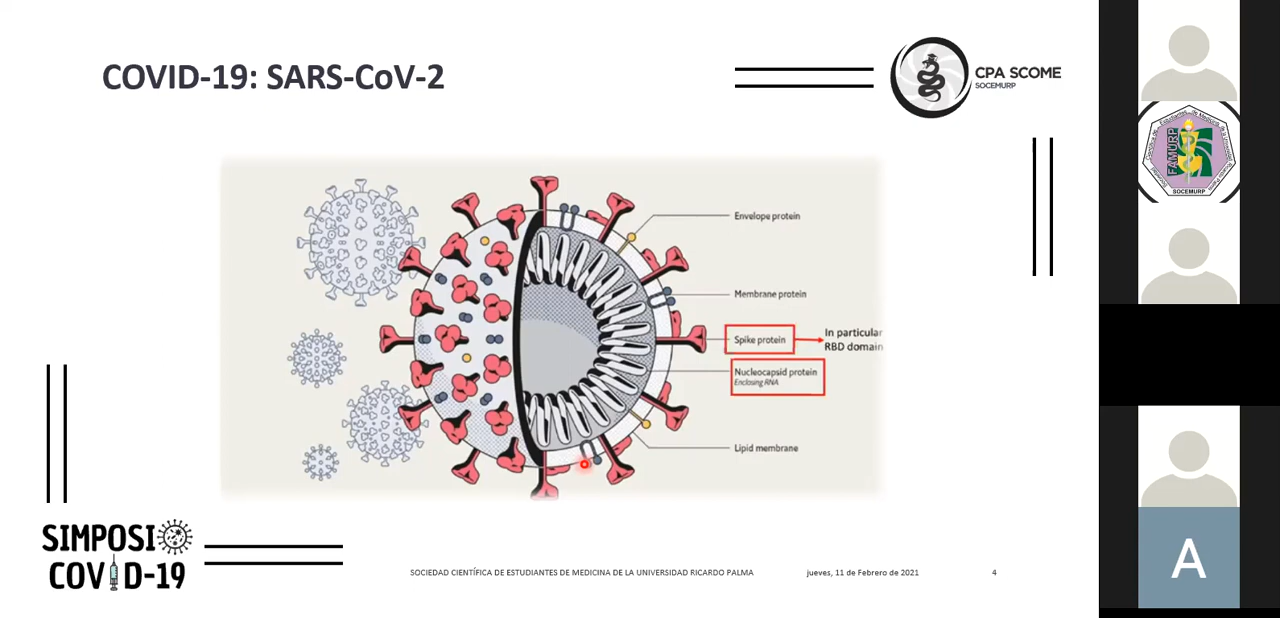 COVID-19: SARS-CoV-2
CPA SCOME
SOCEMURP
Envelope protein
Membrane protein
Spike protein
In particular
RBD domain
Nucleocapsid protein
Enclosing RNA
Lipid membrane
SIMPOSIO
COVID-19
SOCIEDAD CIENTÍFICA DE ESTUDIANTES DE MEDICINA DE LA UNIVERSIDAD RICARDO PALMA
jueves, 11 de Febrero de 2021
4
FAMURP
SOCEMURP
A